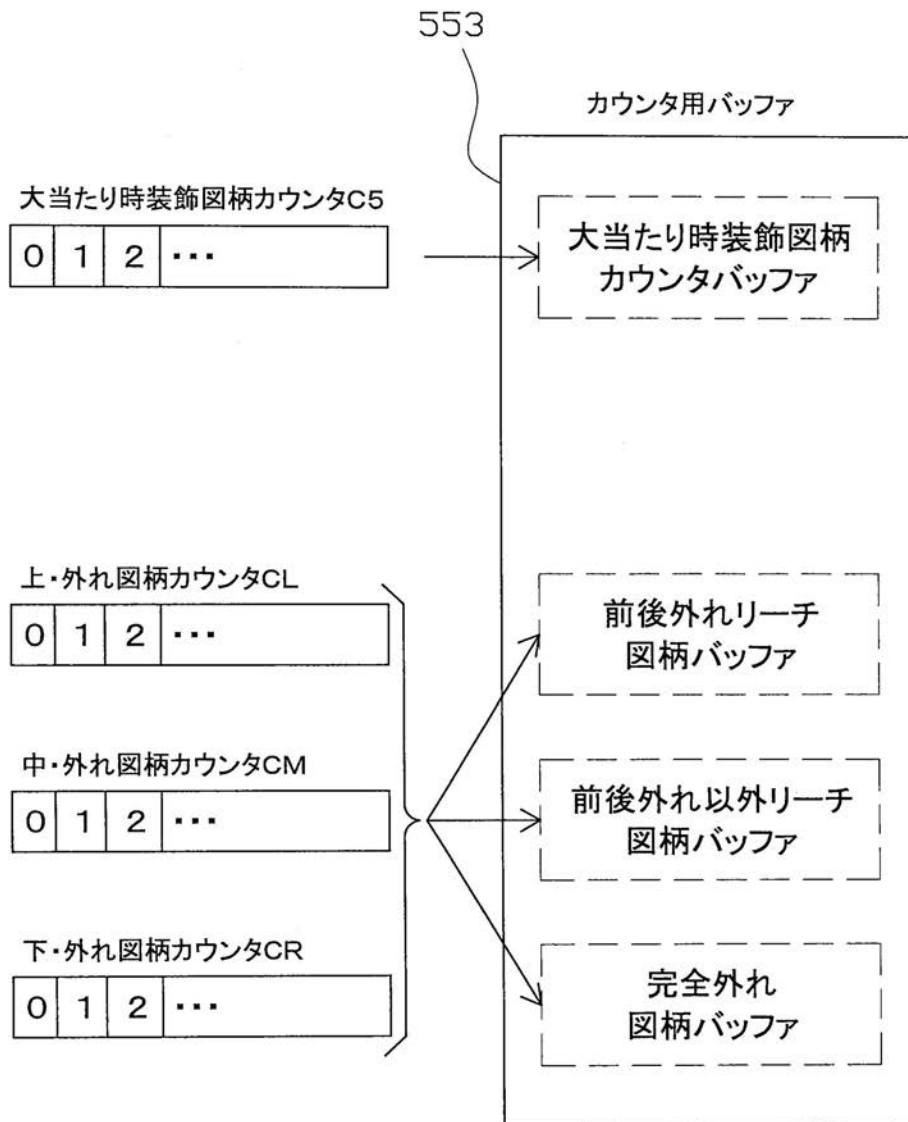 553
カウンタ用バッファ
大当たり時装飾図柄カウンタC5
0 1 2 ･･･
大当たり時装飾図柄
カウンタバッファ
上・外れ図柄カウンタCL
0 1 2 ･･･
前後外れリーチ
図柄バッファ
中・外れ図柄カウンタCM
0 1 2 ･･･
前後外れ以外リーチ
図柄バッファ
下・外れ図柄カウンタCR
0 1 2 ･･･
完全外れ
図柄バッファ